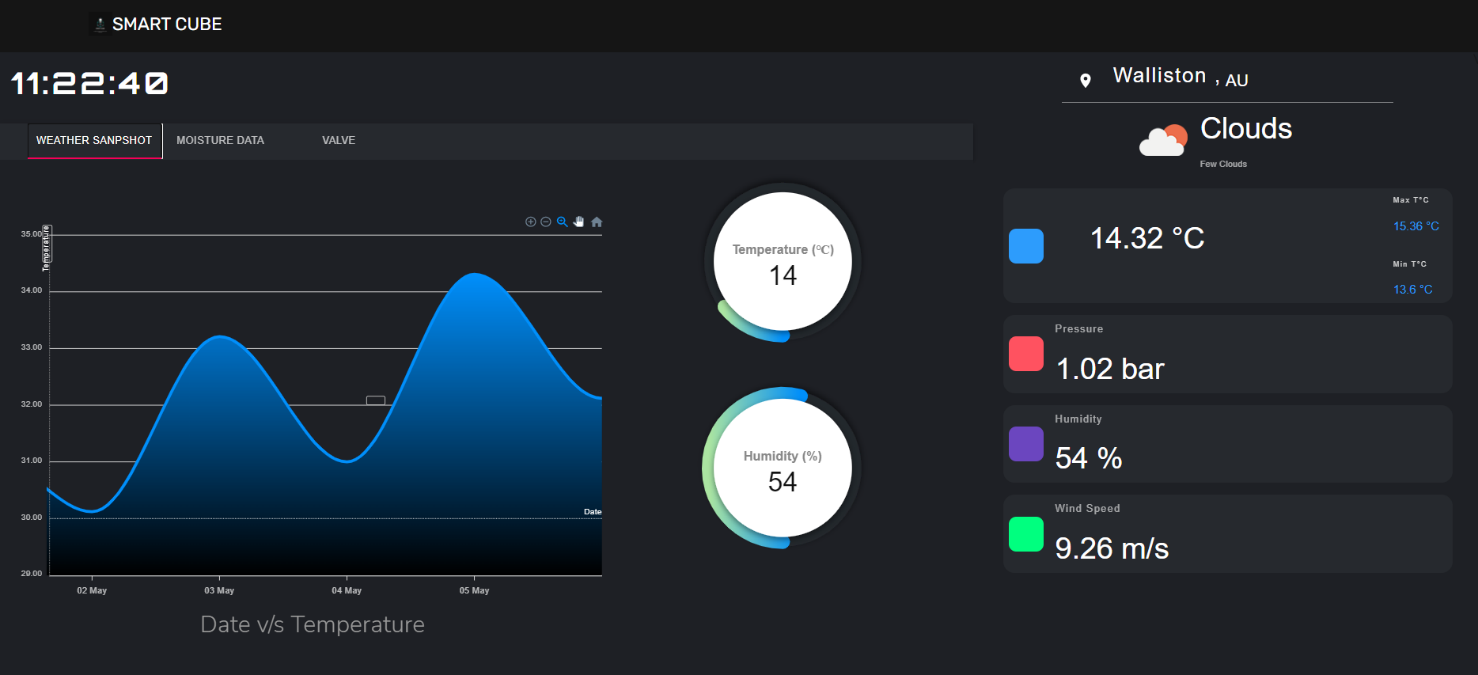 SMART CUBE
11:22:40
WEATHER SANPSHOT
MOISTURE DATA
VALVE
Temperature
35.00
34.00
33.00
32.00
31.00
30.00
29.00
Date
02 May
03 May
04 May
05 May
Date v/s Temperature
Temperature (°C)
14
Humidity (%)
54
Walliston , AU
Clouds
Few Clouds
14.32 °C
Max T°C
15.36 °C
Min T°C
13.6 °C
Pressure
1.02 bar
Humidity
54 %
Wind Speed
9.26 m/s